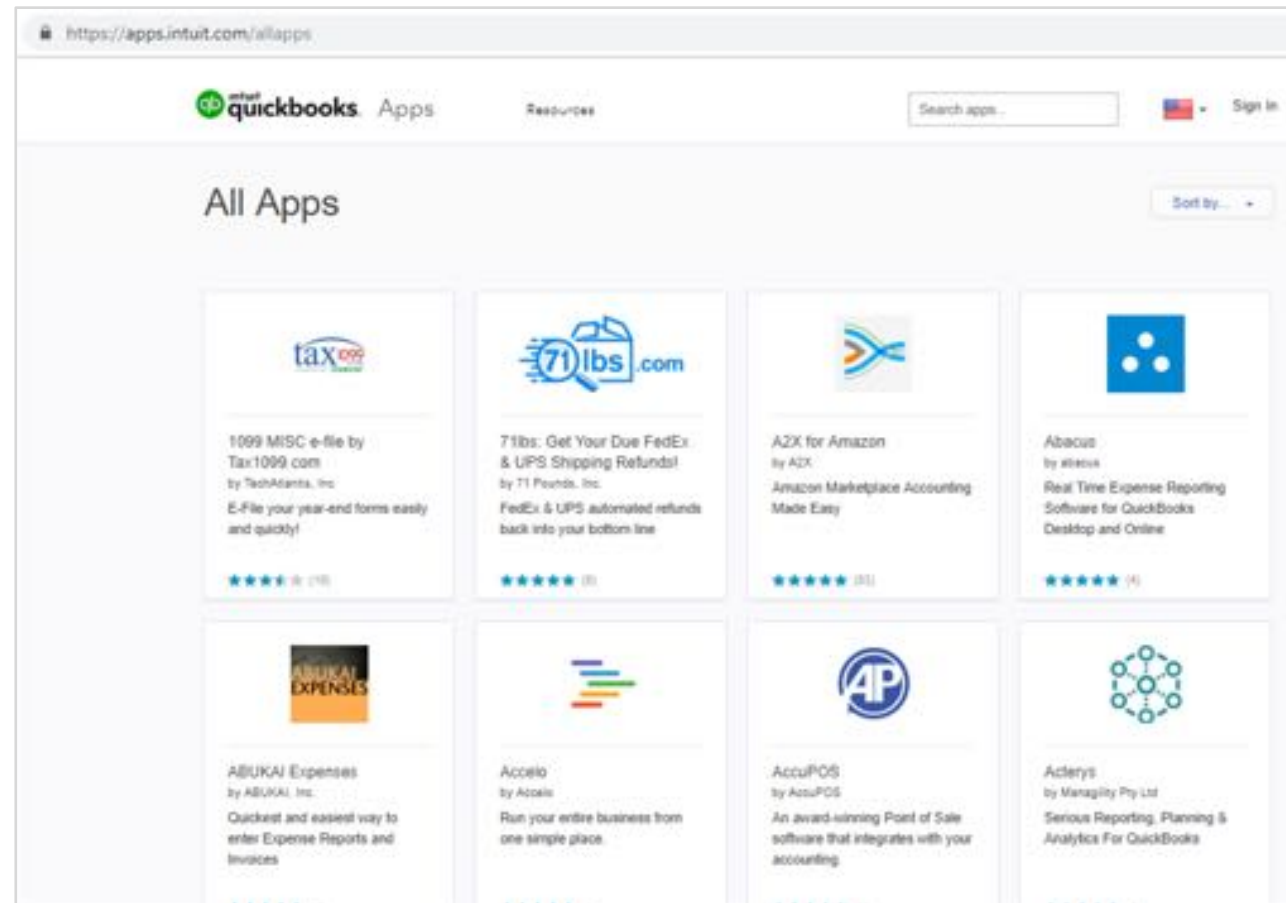 https://apps.intuit.com/allapps
intuit
quickbooks. Apps
Resources
Search apps...
Sign In
All Apps
Sort by...
tax1099
71lbs.com
1099 MISC e-file by
Tax1099.com
by TechAtlantis, Inc
E-File your year-end forms easily
and quickly!
71lbs: Get Your Due FedEx
& UPS Shipping Refunds!
by 71 Pounds, Inc.
FedEx & UPS automated refunds
back into your bottom line
(8)
A2X for Amazon
by A2X
Amazon Marketplace Accounting
Made Easy
Abacus
by abacus
Real Time Expense Reporting
Software for QuickBooks
Desktop and Online
(4)
ABUKAI
EXPENSES
AP
ABUKAI Expenses
by ABUKAI, Inc.
Quickest and easiest way to
enter Expense Reports and
Invoices
Accelo
by Accelo
Run your entire business from
one simple place.
AccuPOS
by AccuPOS
An award-winning Point of Sale
software that integrates with your
accounting.
Acterys
by Managility Pty Ltd
Serious Reporting, Planning &
Analytics For QuickBooks